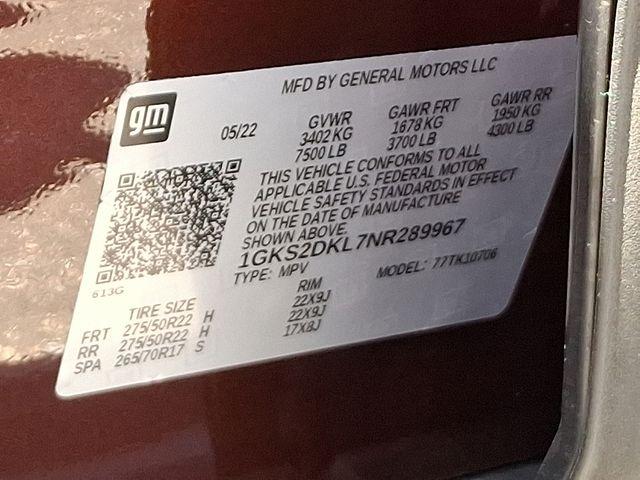 MFD BY GENERAL MOTORS LLC
gm
05/22 GVWR GAWR FRT GAWR RR
3402 KG 1678 KG 1950 KG
7500 LB 3700 LB 4300 LB
THIS VEHICLE CONFORMS TO ALL
APPLICABLE U.S. FEDERAL MOTOR
VEHICLE SAFETY STANDARDS IN EFFECT
ON THE DATE OF MANUFACTURE
SHOWN ABOVE.
1GKS2DKL7NR289967
TYPE: MPV MODEL: 77TK10706
613G
TIRE SIZE RIM
FRT 275/50R22 H 22X9J
RR 275/50R22 H 22X9J
SPA 265/70R17 S 17X8J